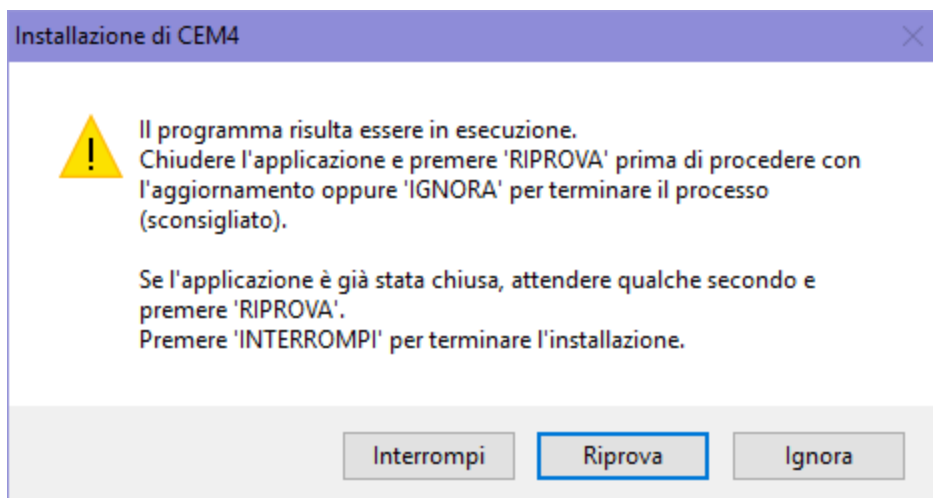 Installazione di CEM4
!
Il programma risulta essere in esecuzione.
Chiudere l'applicazione e premere 'RIPROVA' prima di procedere con
l'aggiornamento oppure 'IGNORA' per terminare il processo
(sconsigliato).
Se l'applicazione è già stata chiusa, attendere qualche secondo e
premere 'RIPROVA'.
Premere 'INTERROMPI' per terminare l'installazione.
Interrompi
Riprova
Ignora